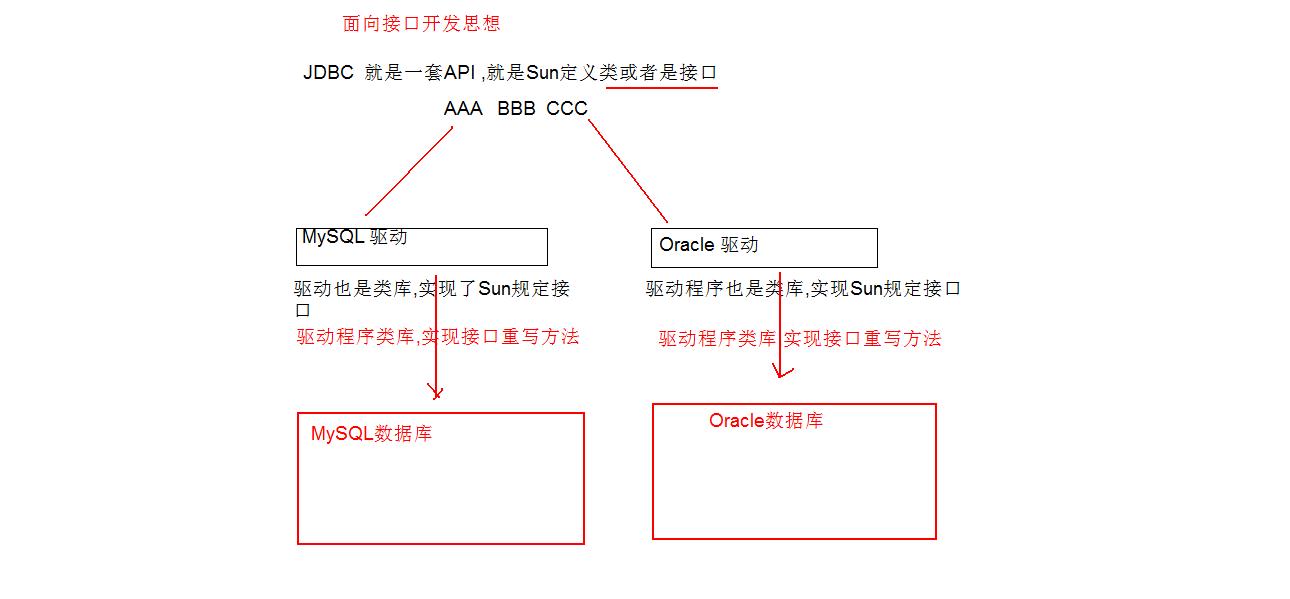 面向接口开发思想
JDBC 就是一套API ,就是Sun定义类或者是接口
AAA BBB CCC
MySQL 驱动
Oracle 驱动
驱动也是类库,实现了Sun规定接
口
驱动程序也是类库,实现Sun规定接口
驱动程序类库,实现接口重写方法
驱动程序类库 实现接口重写方法
MySQL数据库
Oracle数据库